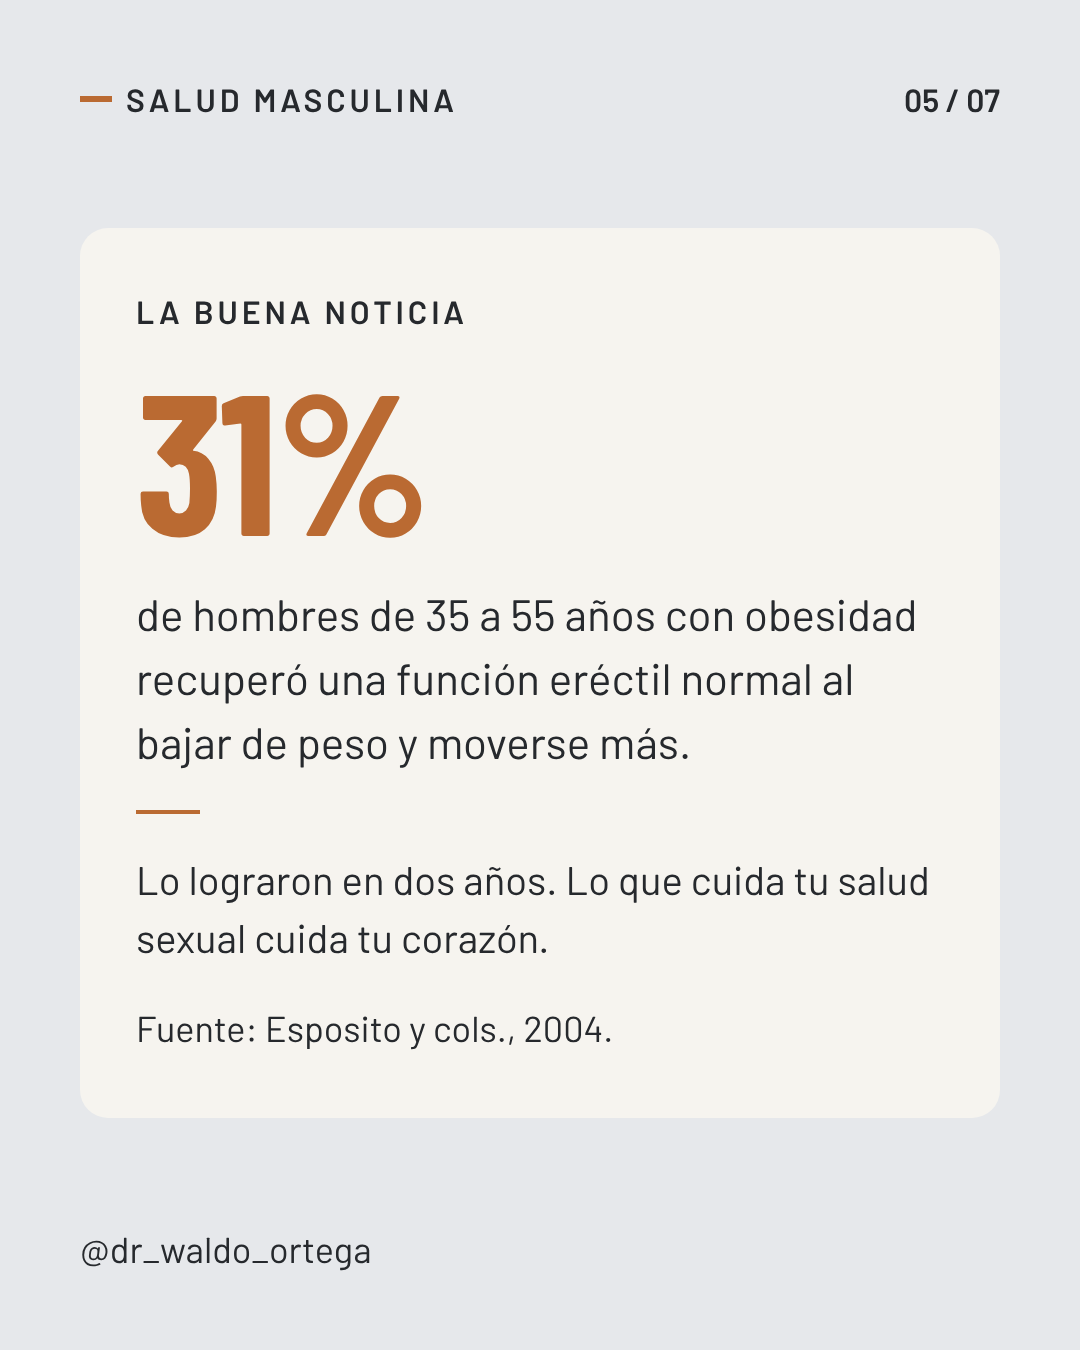 SALUD MASCULINA
05 / 07
LA BUENA NOTICIA
31%
de hombres de 35 a 55 años con obesidad
recuperó una función eréctil normal al
bajar de peso y moverse más.
Lo lograron en dos años. Lo que cuida tu salud
sexual cuida tu corazón.
Fuente: Esposito y cols., 2004.
@dr_waldo_ortega